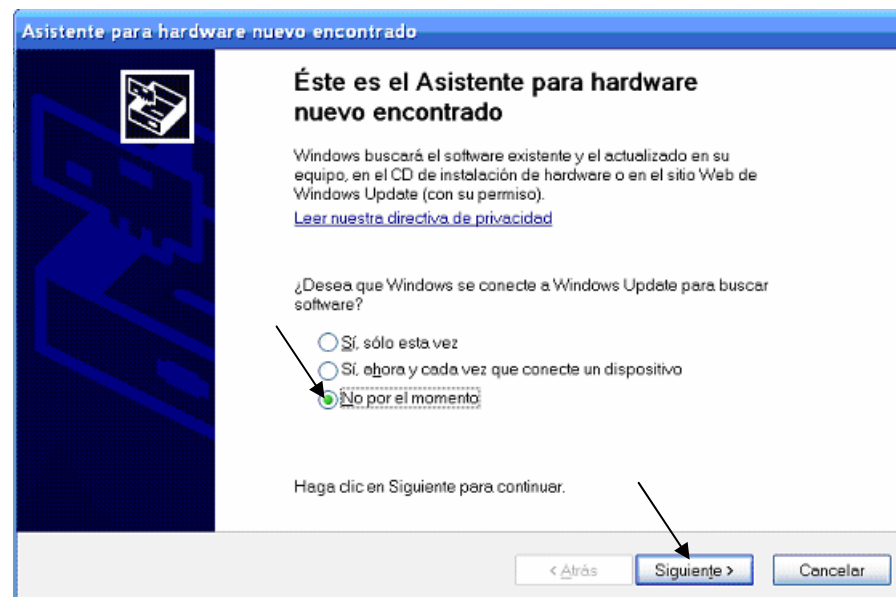 Asistente para hardware nuevo encontrado
Éste es el Asistente para hardware
nuevo encontrado
Windows buscará el software existente y el actualizado en su
equipo, en el CD de instalación de hardware o en el sitio Web de
Windows Update (con su permiso).
Leer nuestra directiva de privacidad
¿Desea que Windows se conecte a Windows Update para buscar
software?
Sí, sólo esta vez
Sí, ahora y cada vez que conecte un dispositivo
No por el momento
Haga clic en Siguiente para continuar.
< Atrás
Siguiente >
Cancelar